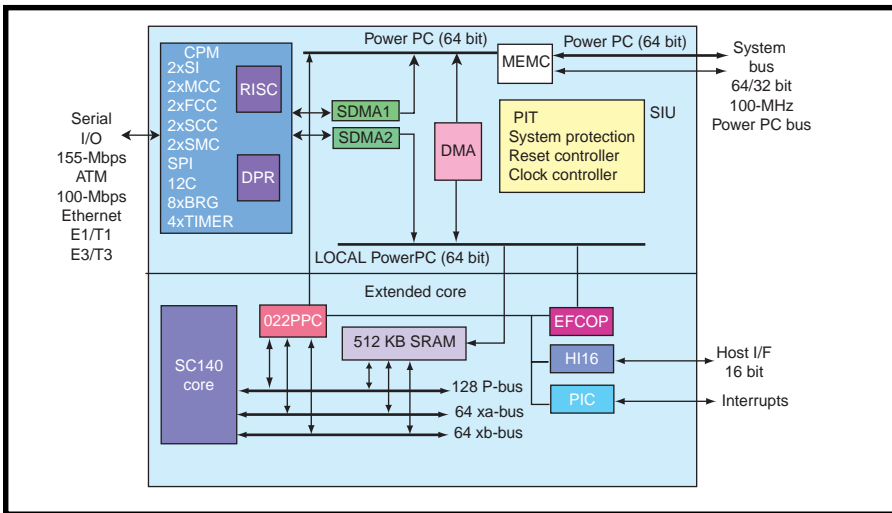 Power PC (64 bit)
Power PC (64 bit)
CPM
2xSI
2xMCC
2xFCC
2xSCC
2xSMC
SPI
12C
8xBRG
4xTIMER
RISC
DPR
SDMA1
SDMA2
DMA
MEMC
SIU
PIT
System protection
Reset controller
Clock controller
System
bus
64/32 bit
100-MHz
Power PC bus
Serial
I/O
155-Mbps
ATM
100-Mbps
Ethernet
E1/T1
E3/T3
LOCAL PowerPC (64 bit)
Extended core
SC140
core
022PPC
512 KB SRAM
EFCOP
HI16
PIC
Host I/F
16 bit
Interrupts
128 P-bus
64 xa-bus
64 xb-bus